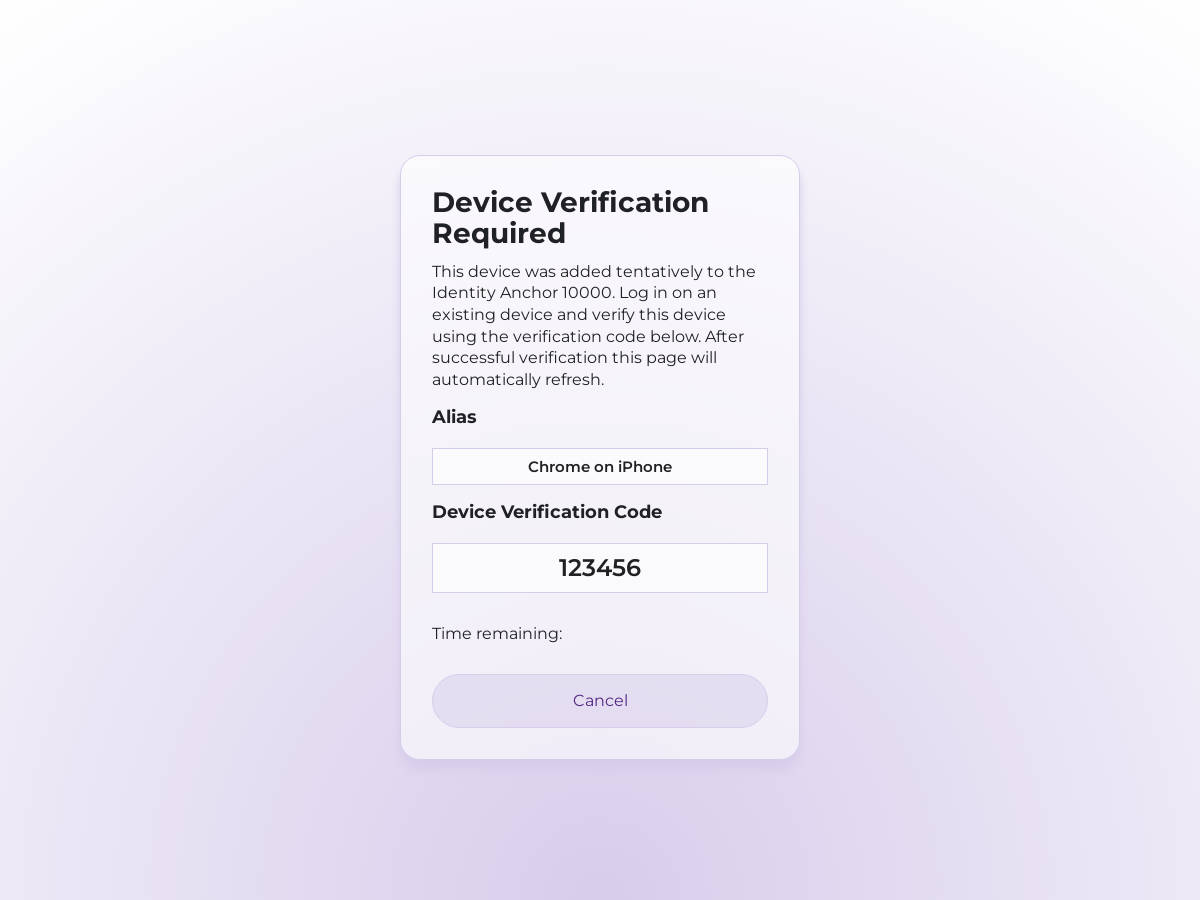 Device Verification
Required
This device was added tentatively to the
Identity Anchor 10000. Log in on an
existing device and verify this device
using the verification code below. After
successful verification this page will
automatically refresh.
Alias
Chrome on iPhone
Device Verification Code
123456
Time remaining:
Cancel